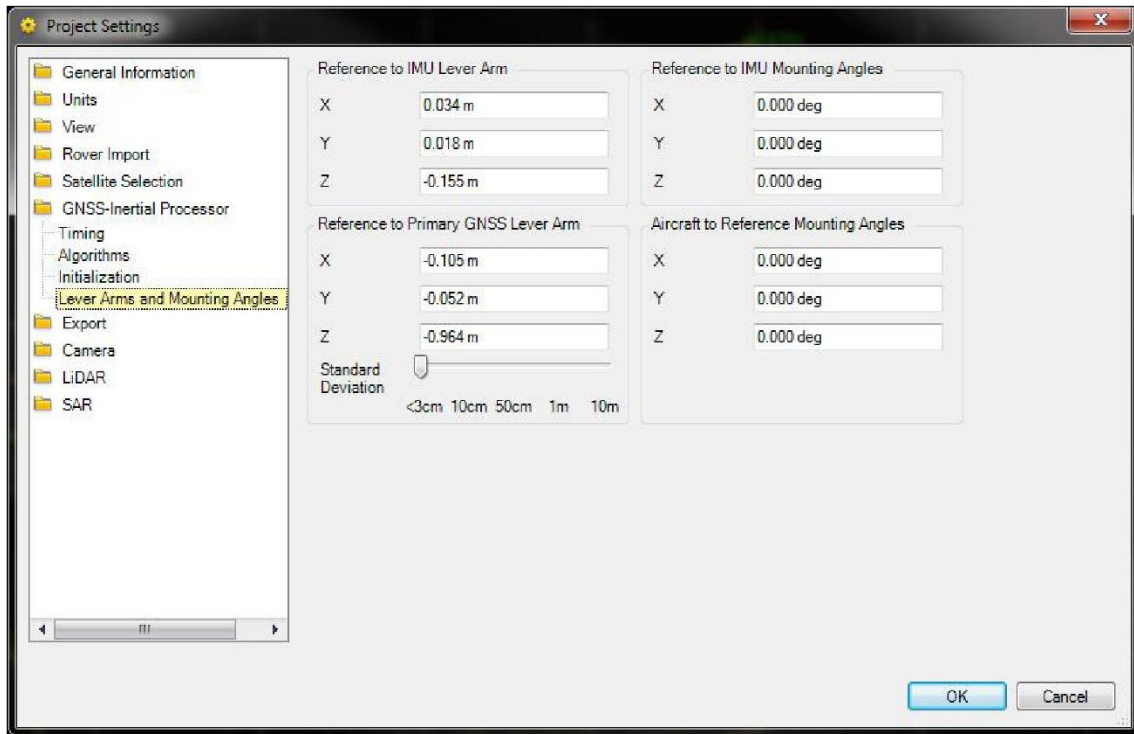 Project Settings
General Information
Units
View
Rover Import
Satellite Selection
GNSS-Inertial Processor
Timing
Algorithms
Initialization
Lever Arms and Mounting Angles
Export
Camera
LiDAR
SAR
Reference to IMU Lever Arm
X 0.034 m
Y 0.018 m
Z -0.155 m
Reference to IMU Mounting Angles
X 0.000 deg
Y 0.000 deg
Z 0.000 deg
Reference to Primary GNSS Lever Arm
X -0.105 m
Y -0.052 m
Z -0.964 m
Standard
Deviation
<3cm 10cm 50cm 1m 10m
Aircraft to Reference Mounting Angles
X 0.000 deg
Y 0.000 deg
Z 0.000 deg
OK Cancel